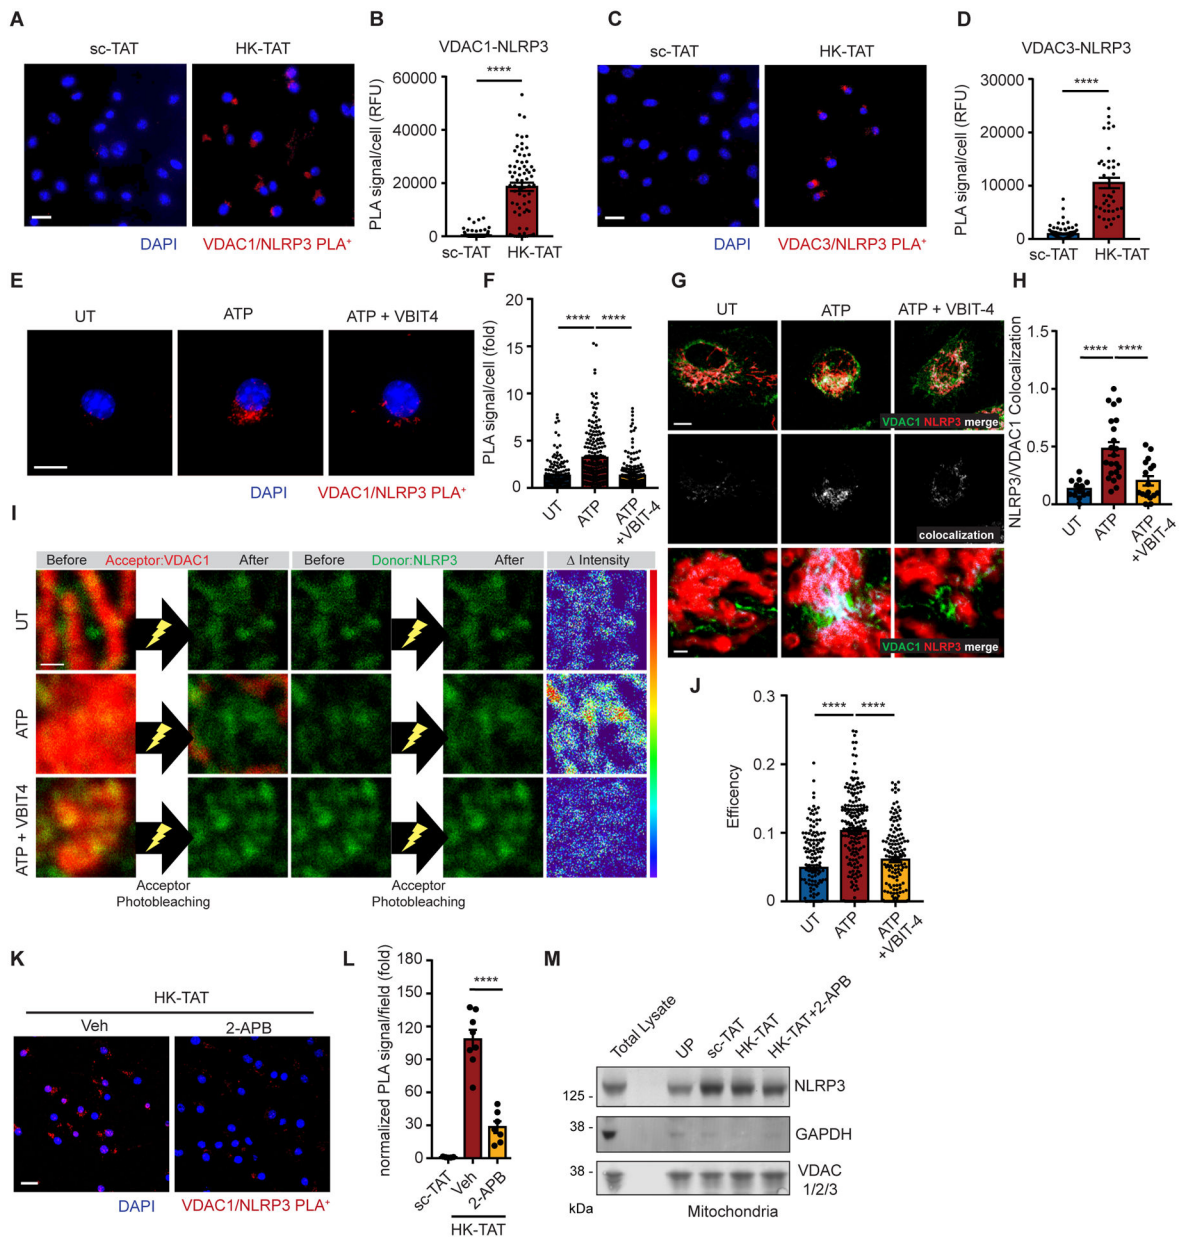 A
sc-TAT
HK-TAT
DAPI
VDAC1/NLRP3 PLA⁺
B
VDAC1-NLRP3
****
PLA signal/cell (RFU)
60000
40000
20000
0
sc-TAT
HK-TAT
C
sc-TAT
HK-TAT
DAPI
VDAC3/NLRP3 PLA⁺
D
VDAC3-NLRP3
****
PLA signal/cell (RFU)
30000
20000
10000
0
sc-TAT
HK-TAT
E
UT
ATP
ATP + VBIT4
DAPI
VDAC1/NLRP3 PLA⁺
F
PLA signal/cell (fold)
20
15
10
5
0
****
****
UT
ATP
ATP
+VBIT-4
G
UT
ATP
ATP + VBIT-4
VDAC1 NLRP3 merge
colocalization
VDAC1 NLRP3 merge
H
NLRP3/VDAC1 Colocalization
1.5
1.0
0.5
0
****
****
UT
ATP
ATP
+VBIT-4
I
Before
Acceptor:VDAC1
After
Before
Donor:NLRP3
After
Δ Intensity
UT
ATP
ATP + VBIT4
Acceptor
Photobleaching
Acceptor
Photobleaching
J
Efficency
0.3
0.2
0.1
0
****
****
UT
ATP
ATP
+VBIT-4
K
HK-TAT
Veh
2-APB
DAPI
VDAC1/NLRP3 PLA⁺
L
normalized PLA signal/field (fold)
180
150
120
90
60
30
0
****
sc-TAT
Veh
2-APB
HK-TAT
M
Total Lysate
UP
sc-TAT
HK-TAT
HK-TAT+2-APB
125 -
NLRP3
38 -
GAPDH
38 -
VDAC
1/2/3
kDa
Mitochondria